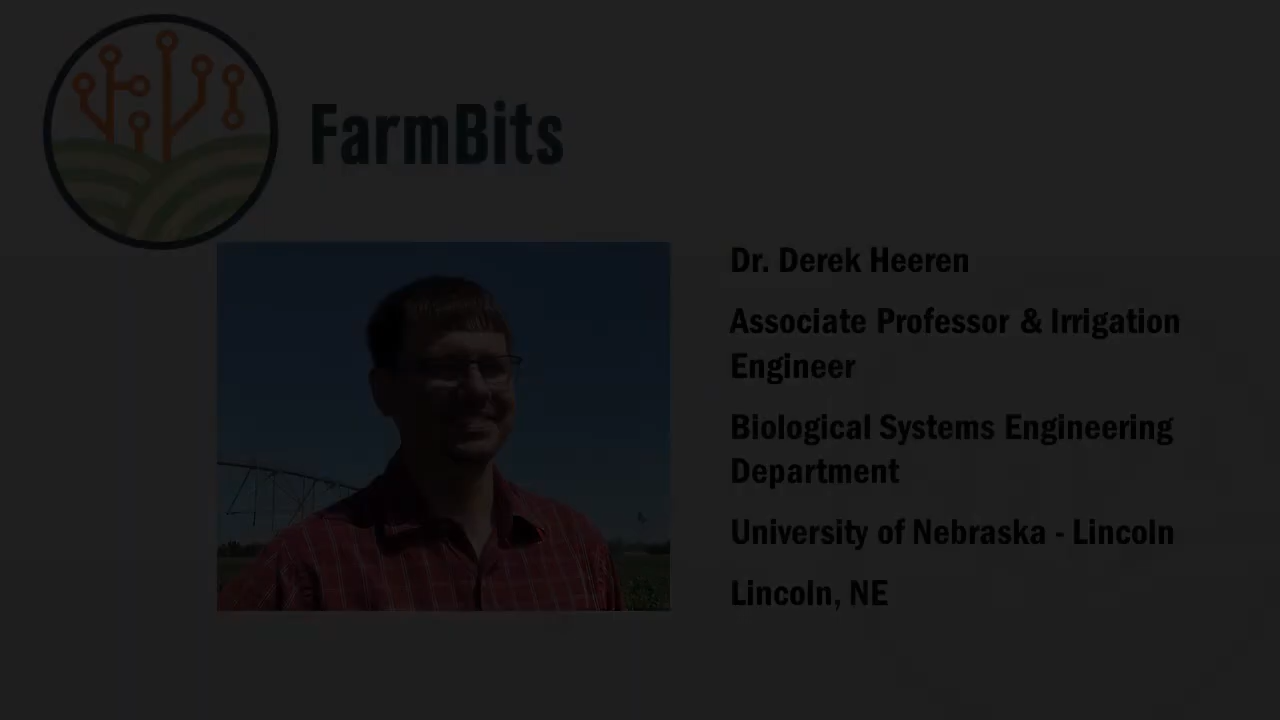 FarmBits
Dr. Derek Heeren
Associate Professor & Irrigation
Engineer
Biological Systems Engineering
Department
University of Nebraska - Lincoln
Lincoln, NE